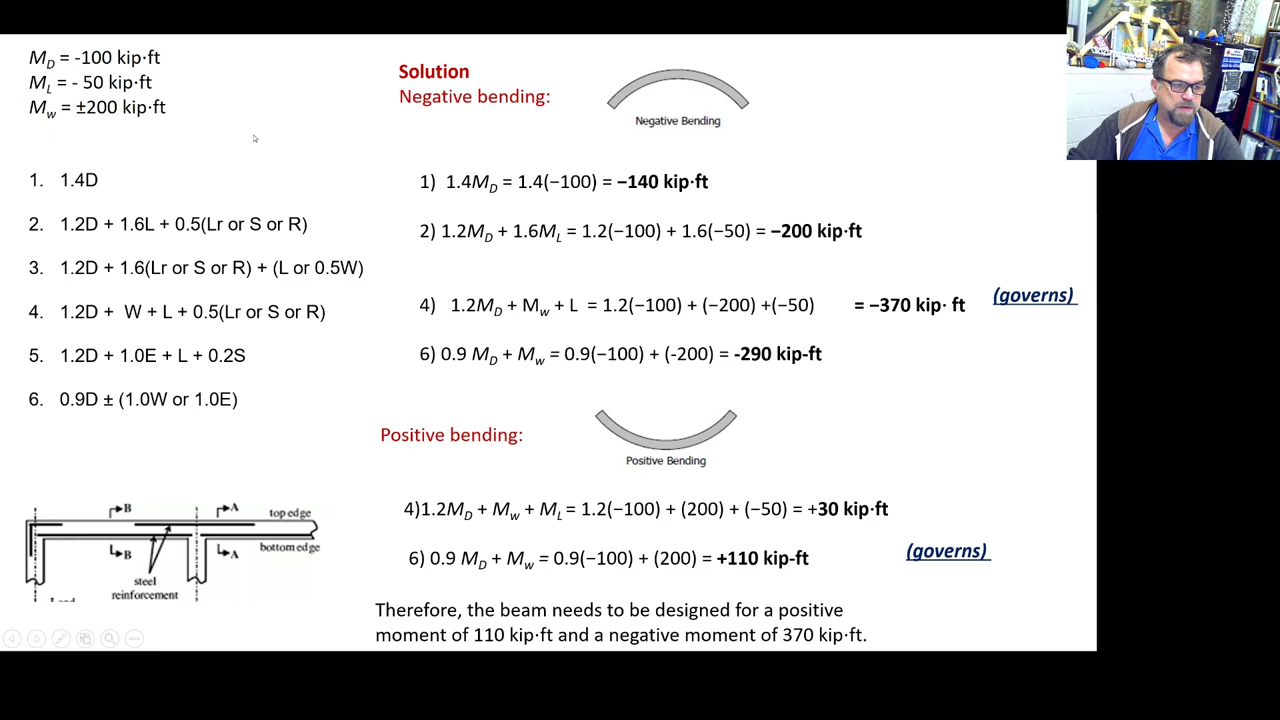 M_D = -100 kip·ft
M_L = - 50 kip·ft
M_w = ±200 kip·ft
1. 1.4D
2. 1.2D + 1.6L + 0.5(Lr or S or R)
3. 1.2D + 1.6(Lr or S or R) + (L or 0.5W)
4. 1.2D + W + L + 0.5(Lr or S or R)
5. 1.2D + 1.0E + L + 0.2S
6. 0.9D ± (1.0W or 1.0E)
B
A
top edge
B
A
bottom edge
steel
reinforcement
Solution
Negative bending:
Negative Bending
1) 1.4M_D = 1.4(−100) = −140 kip·ft
2) 1.2M_D + 1.6M_L = 1.2(−100) + 1.6(−50) = −200 kip·ft
4) 1.2M_D + M_w + L = 1.2(−100) + (−200) +(−50) = −370 kip· ft (governs)
6) 0.9 M_D + M_w = 0.9(−100) + (-200) = -290 kip-ft
Positive bending:
Positive Bending
4)1.2M_D + M_w + M_L = 1.2(−100) + (200) + (−50) = +30 kip·ft
6) 0.9 M_D + M_w = 0.9(−100) + (200) = +110 kip-ft (governs)
Therefore, the beam needs to be designed for a positive
moment of 110 kip·ft and a negative moment of 370 kip·ft.